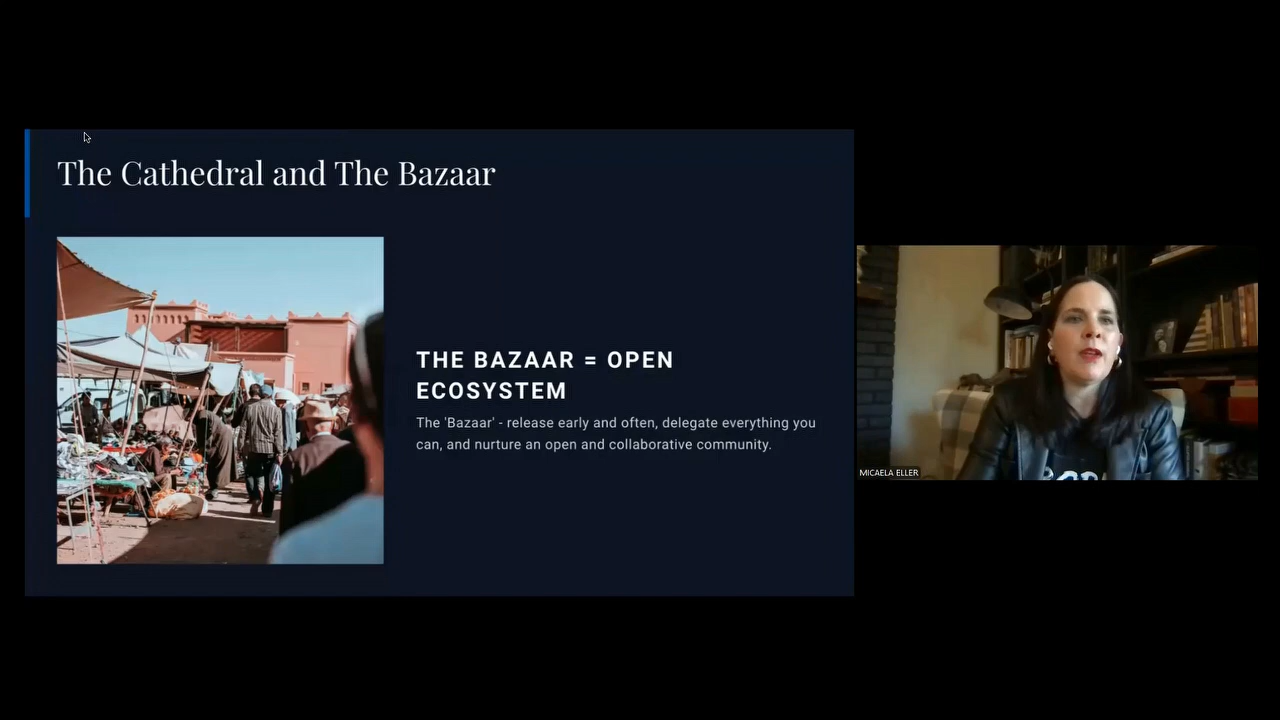 The Cathedral and The Bazaar
THE BAZAAR = OPEN
ECOSYSTEM
The 'Bazaar' - release early and often, delegate everything you
can, and nurture an open and collaborative community.
MICAELA ELLER